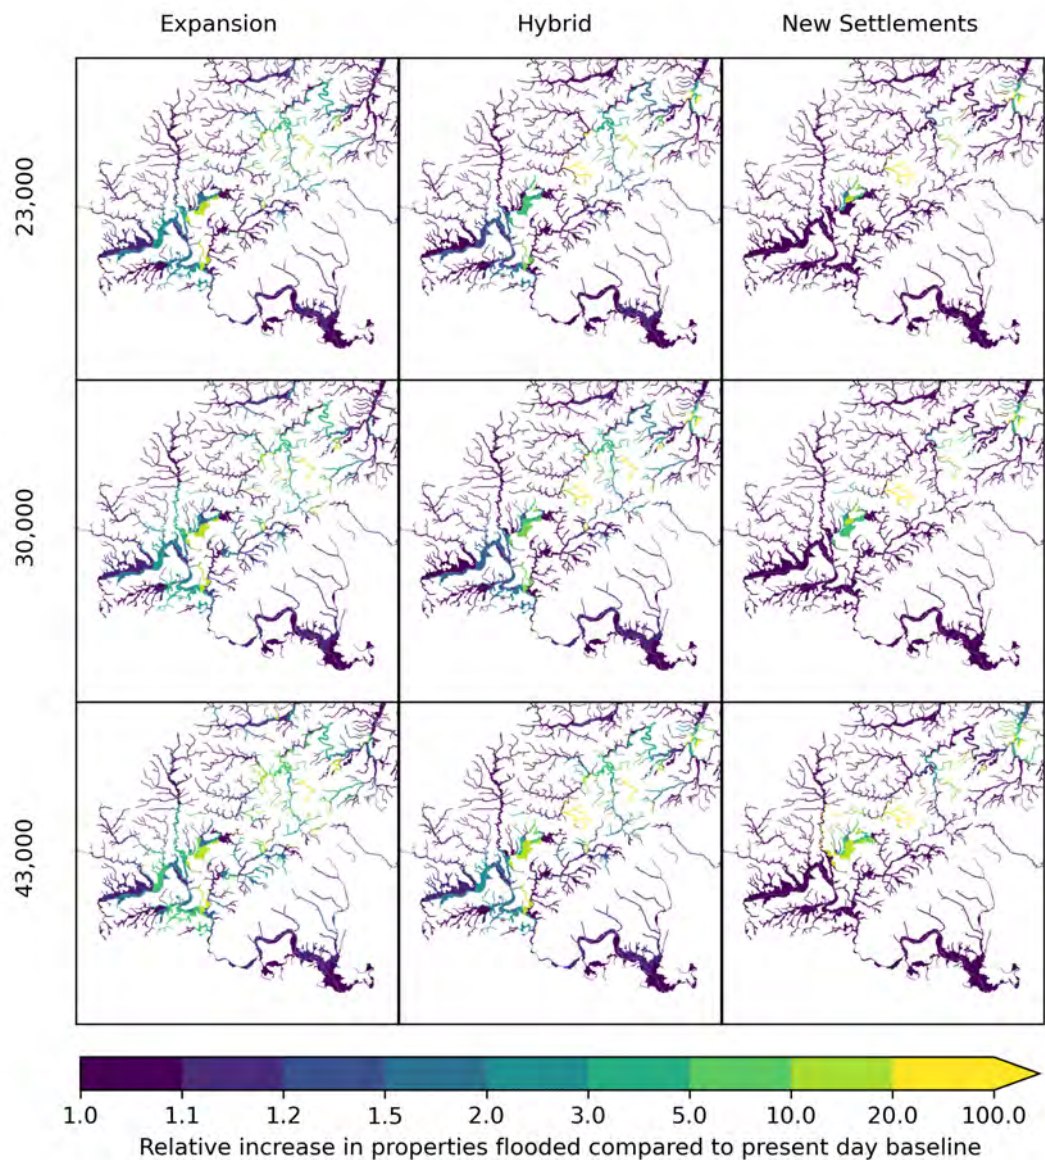 Expansion Hybrid New Settlements
23,000
30,000
43,000
1.0 1.1 1.2 1.5 2.0 3.0 5.0 10.0 20.0 100.0
Relative increase in properties flooded compared to present day baseline